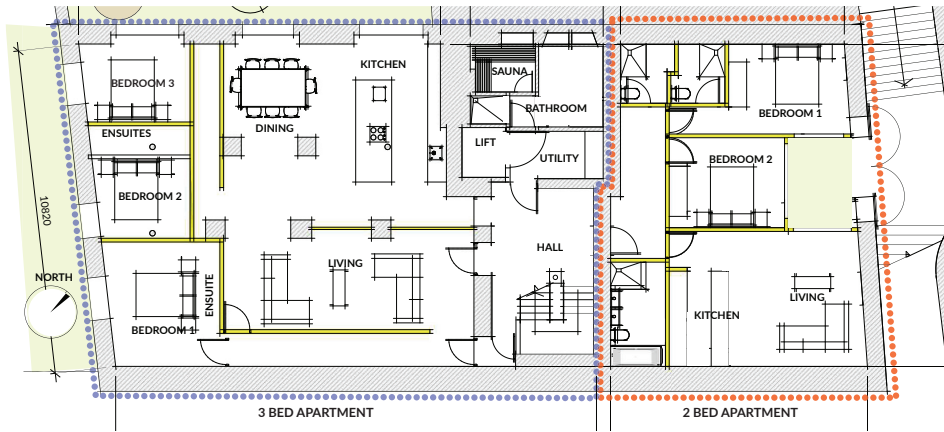 KITCHEN
BEDROOM 3
SAUNA
BATHROOM
BEDROOM 1
DINING
ENSUITES
LIFT
UTILITY
BEDROOM 2
BEDROOM 2
10820
HALL
LIVING
NORTH
ENSUITE
LIVING
KITCHEN
BEDROOM 1
3 BED APARTMENT
2 BED APARTMENT